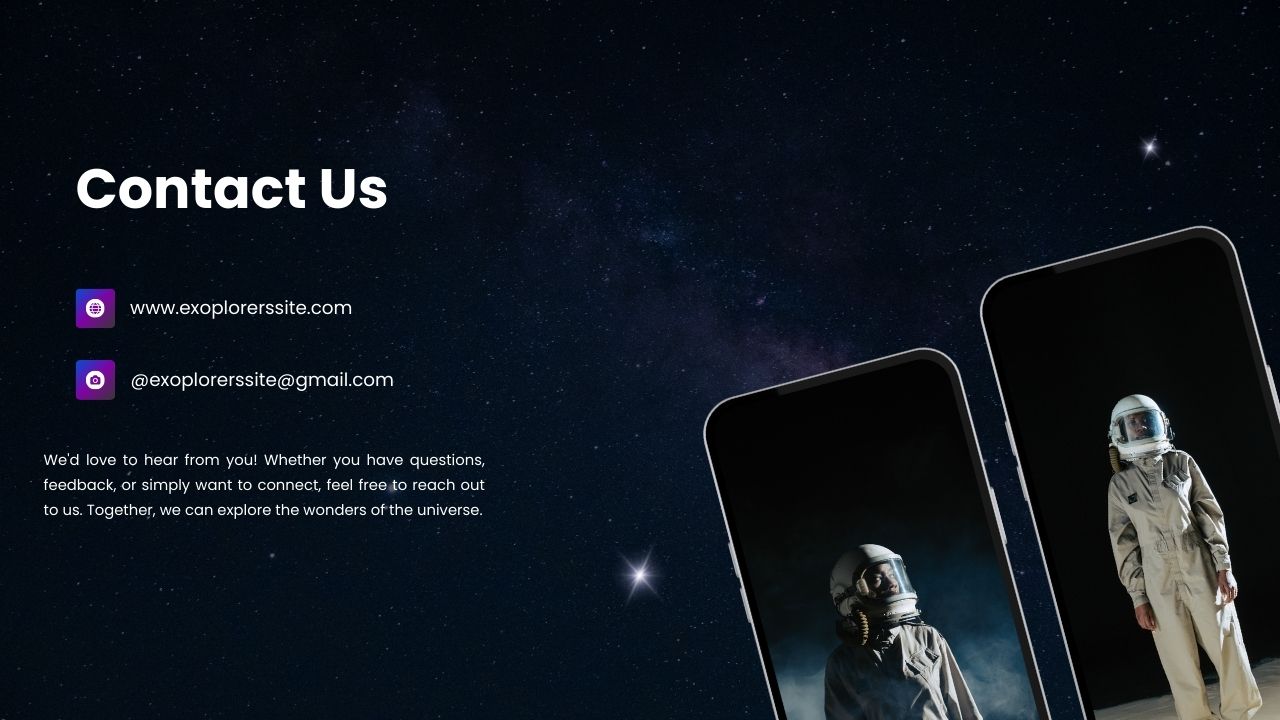 Contact Us
www.exoplorerssite.com
@exoplorerssite@gmail.com
We'd love to hear from you! Whether you have questions,
feedback, or simply want to connect, feel free to reach out
to us. Together, we can explore the wonders of the universe.